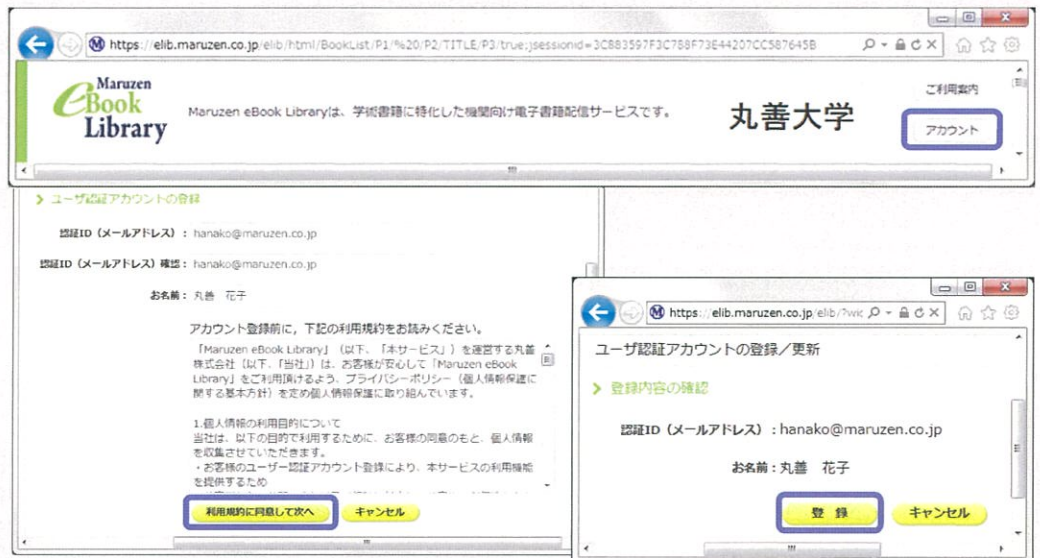 https://elib.maruzen.co.jp/elib/html/BookList/P1/%20/P2/TITLE/P3/true;jsessionid=3C883597F3C788F73E44207CC587645B
Maruzen
eBook
Library
Maruzen eBook Libraryは、学術書籍に特化した機関向け電子書籍配信サービスです。
丸善大学
ご利用案内
アカウント
ユーザ認証アカウントの登録
認証ID（メールアドレス）：hanako@maruzen.co.jp
認証ID（メールアドレス）確認：hanako@maruzen.co.jp
お名前：丸善 花子
アカウント登録前に，下記の利用規約をお読みください。
「Maruzen eBook Library」（以下、「本サービス」）を運営する丸善
株式会社（以下、「当社」）は、お客様が安心して「Maruzen eBook
Library」をご利用頂けるよう、プライバシーポリシー（個人情報保護に
関する基本方針）を定め個人情報保護に取り組んでいます。
1.個人情報の利用目的について
当社は、以下の目的で利用するために、お客様の同意のもと、個人情報
を収集させていただきます。
・お客様のユーザー認証アカウント登録により、本サービスの利用機能
を提供するため
利用規約に同意して次へ
キャンセル
https://elib.maruzen.co.jp/elib/?wic
ユーザ認証アカウントの登録／更新
登録内容の確認
認証ID（メールアドレス）：hanako@maruzen.co.jp
お名前：丸善 花子
登 録
キャンセル